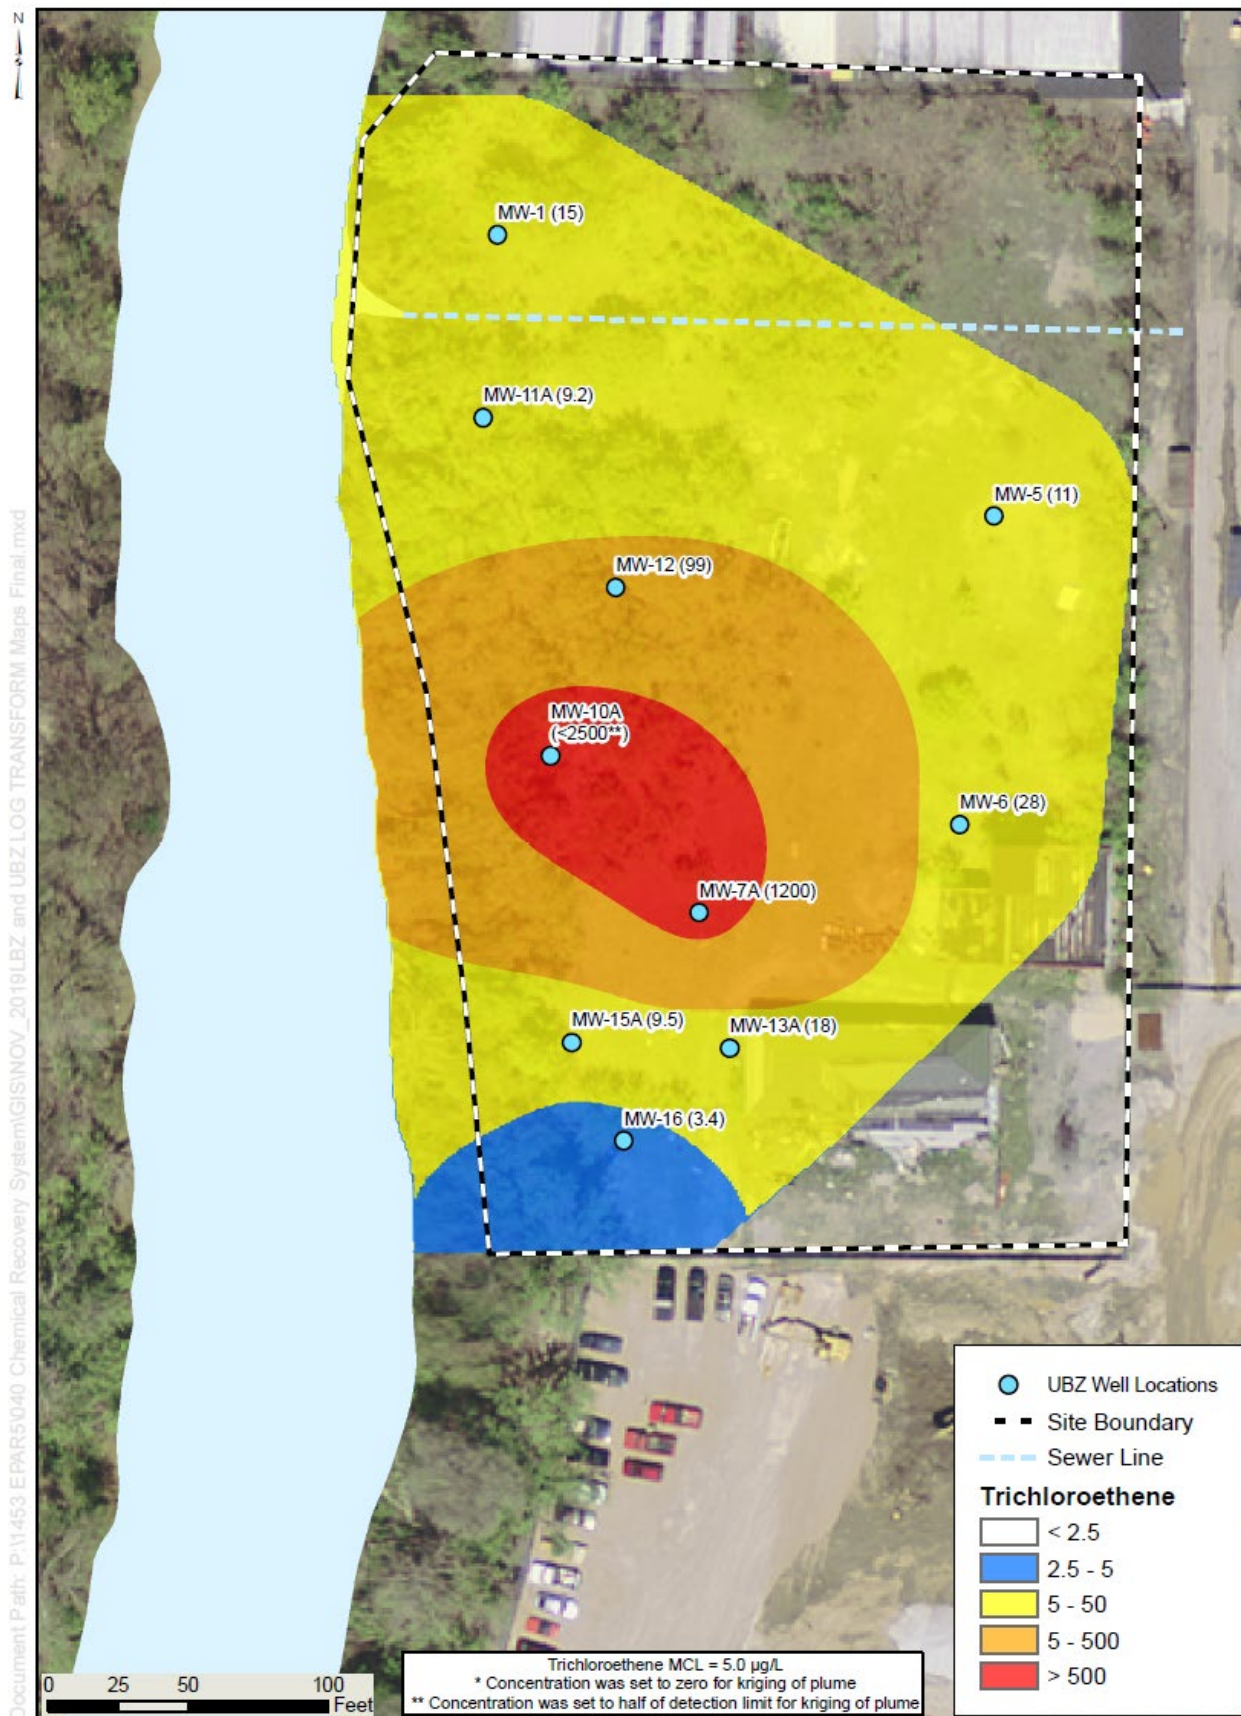 N
MW-1 (15)
MW-11A (9.2)
MW-5 (11)
MW-12 (99)
MW-10A
(<2500**)
MW-6 (28)
MW-7A (1200)
MW-15A (9.5)
MW-13A (18)
MW-16 (3.4)
UBZ Well Locations
Site Boundary
Sewer Line
Trichloroethene
< 2.5
2.5 - 5
5 - 50
5 - 500
> 500
Trichloroethene MCL = 5.0 µg/L
* Concentration was set to zero for kriging of plume
** Concentration was set to half of detection limit for kriging of plume
0 25 50 100
Feet
Document Path: P:\1453 EPAR5\040 Chemical Recovery System\GIS\NOV_2019LBZ and UBZ LOG TRANSFORM Maps Final.mxd